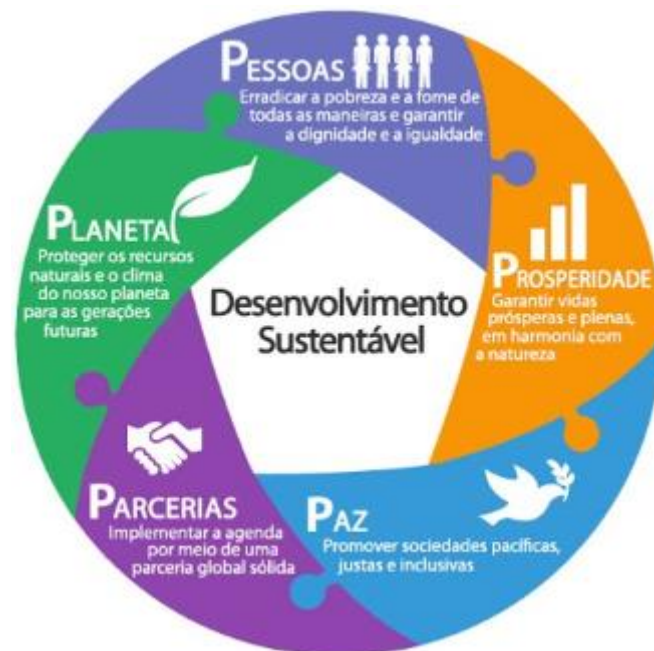 PESSOAS
Erradicar a pobreza e a fome de
todas as maneiras e garantir
a dignidade e a igualdade
PROSPERIDADE
Garantir vidas
prósperas e plenas,
em harmonia com
a natureza
PAZ
Promover sociedades pacíficas,
justas e inclusivas
PARCERIAS
Implementar a agenda
por meio de uma
parceria global sólida
PLANETA
Proteger os recursos
naturais e o clima
do nosso planeta
para as gerações
futuras
Desenvolvimento
Sustentável